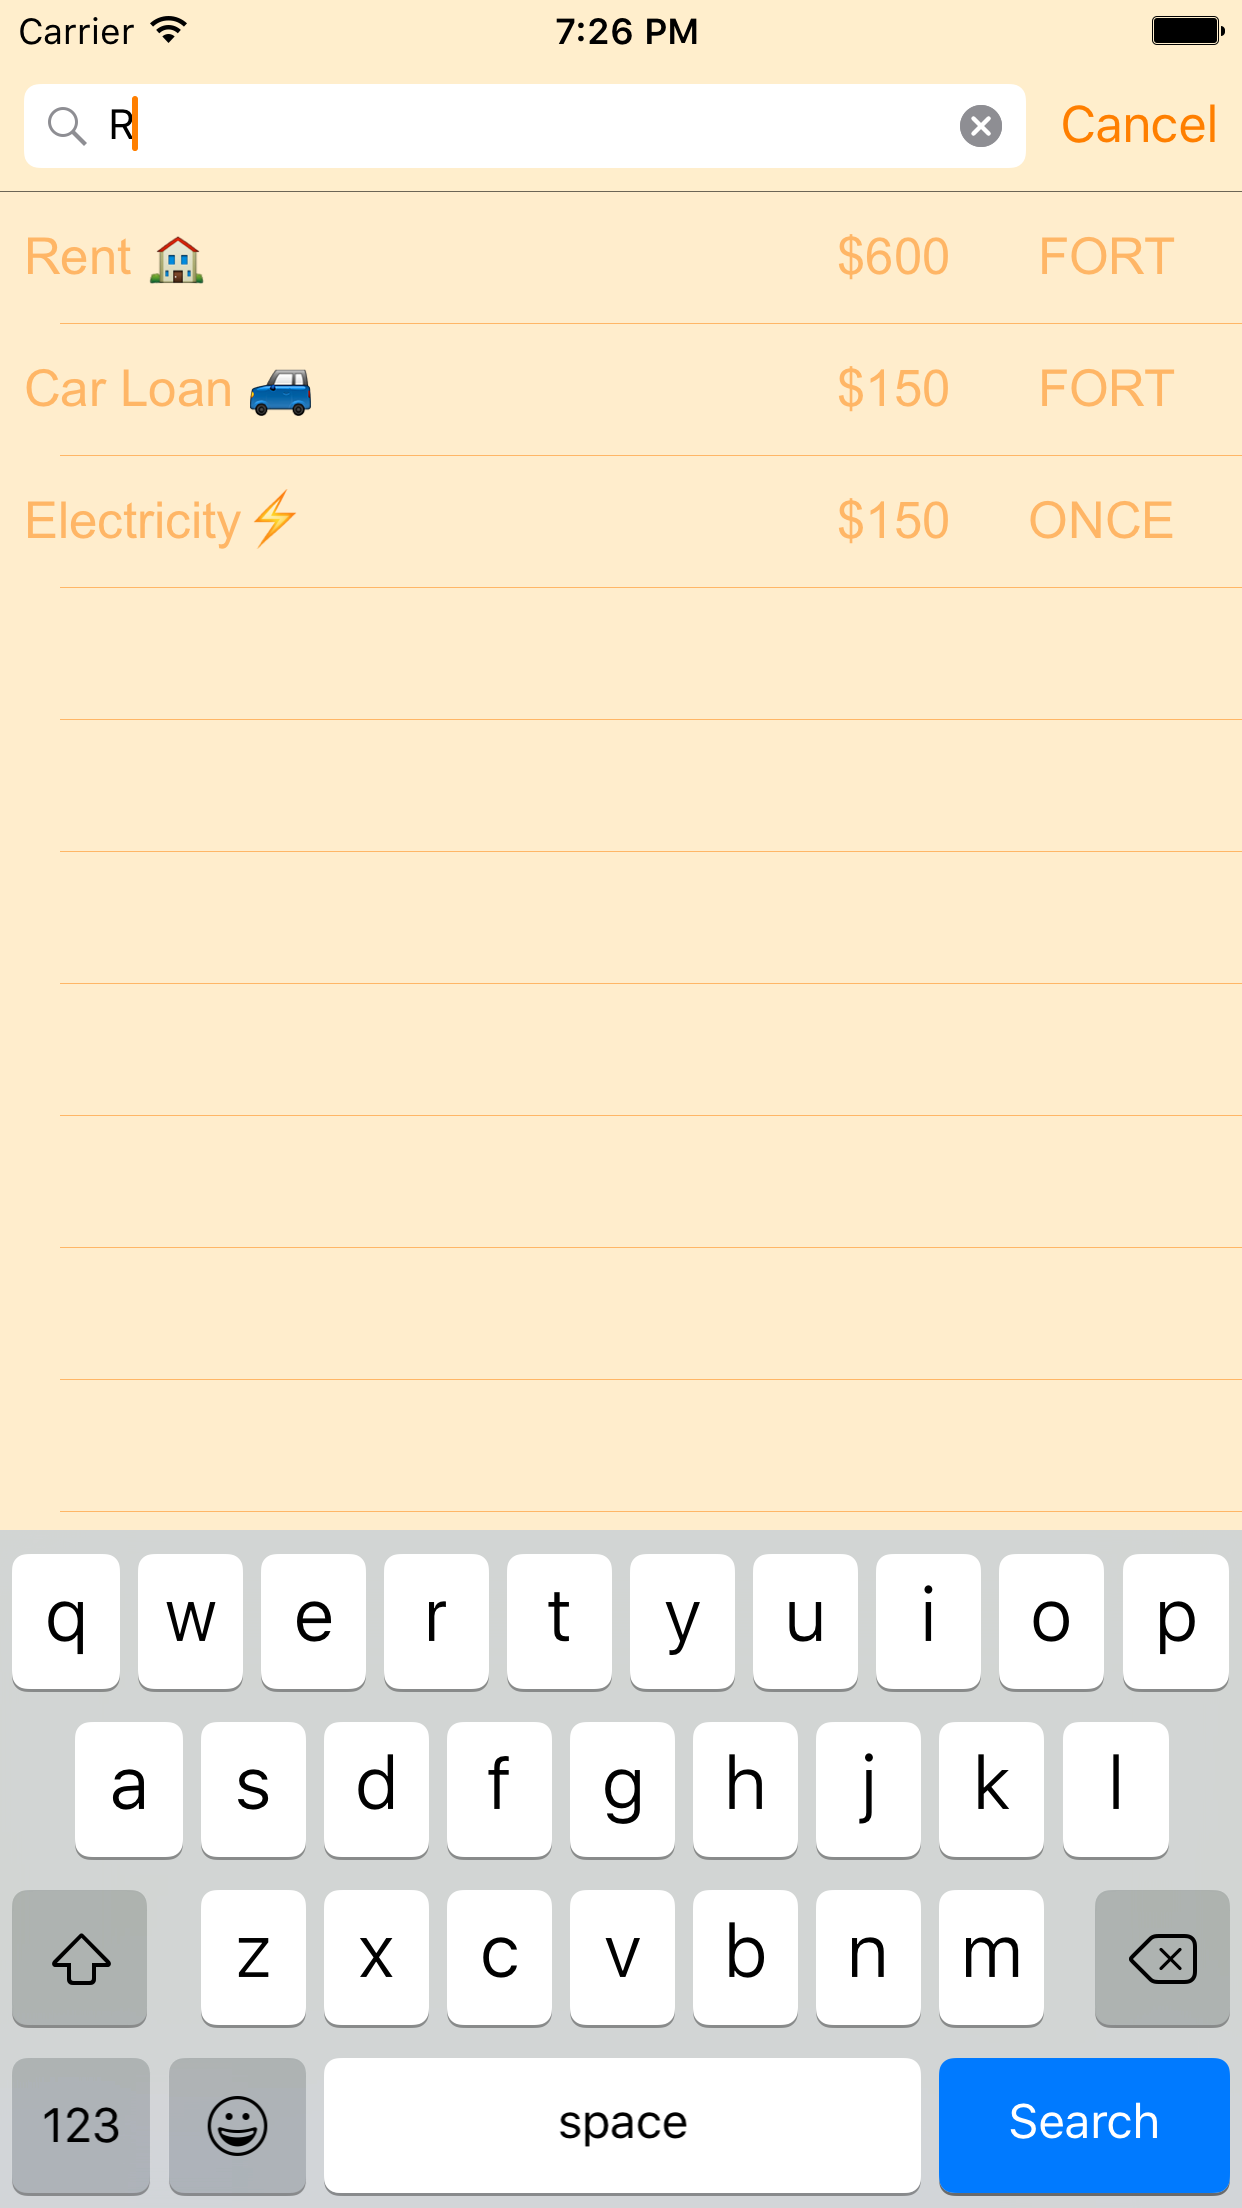 Carrier 7:26 PM
R Cancel
Rent 🏠 $600 FORT
Car Loan 🚙 $150 FORT
Electricity⚡ $150 ONCE
q w e r t y u i o p
a s d f g h j k l
z x c v b n m
123 space Search